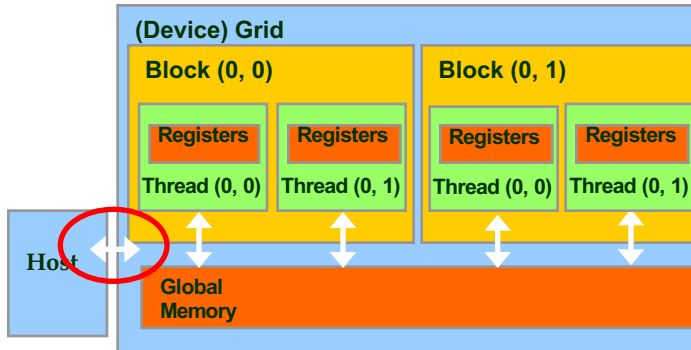 (Device) Grid
Block (0, 0)
Block (0, 1)
Registers
Registers
Registers
Registers
Thread (0, 0)
Thread (0, 1)
Thread (0, 0)
Thread (0, 1)
Host
Global
Memory